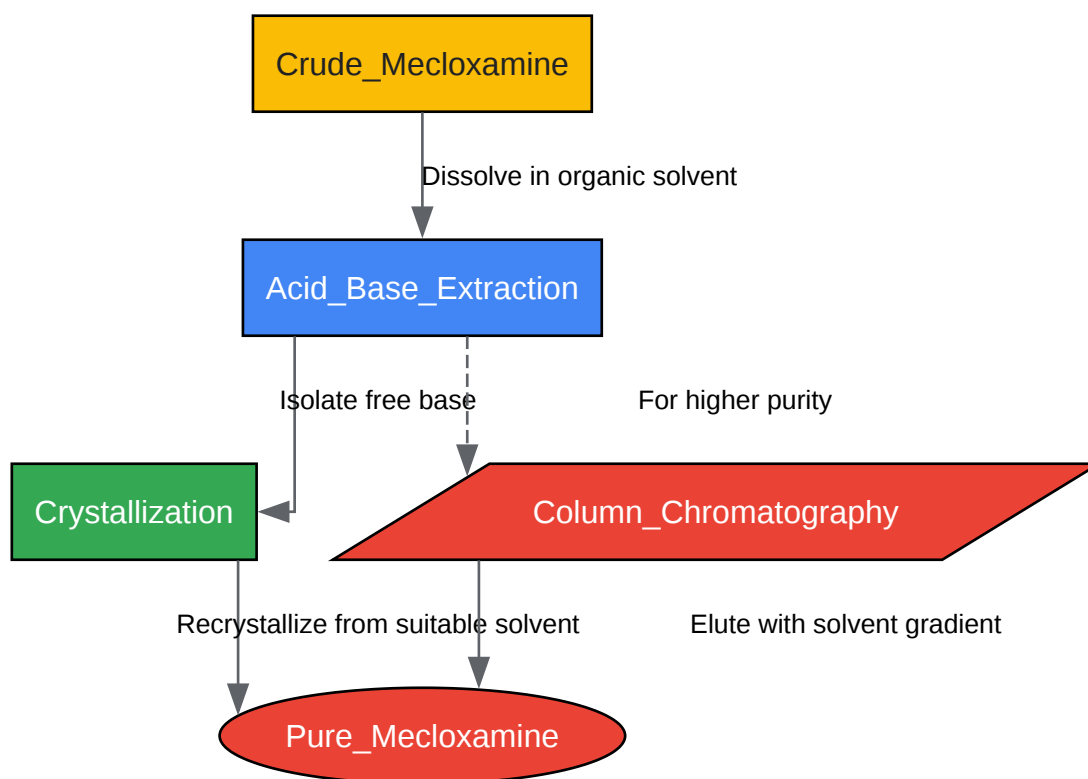 Crude_Mecloxamine
Dissolve in organic solvent
Acid_Base_Extraction
Isolate free base
For higher purity
Crystallization
Column_Chromatography
Recrystallize from suitable solvent
Elute with solvent gradient
Pure_Mecloxamine